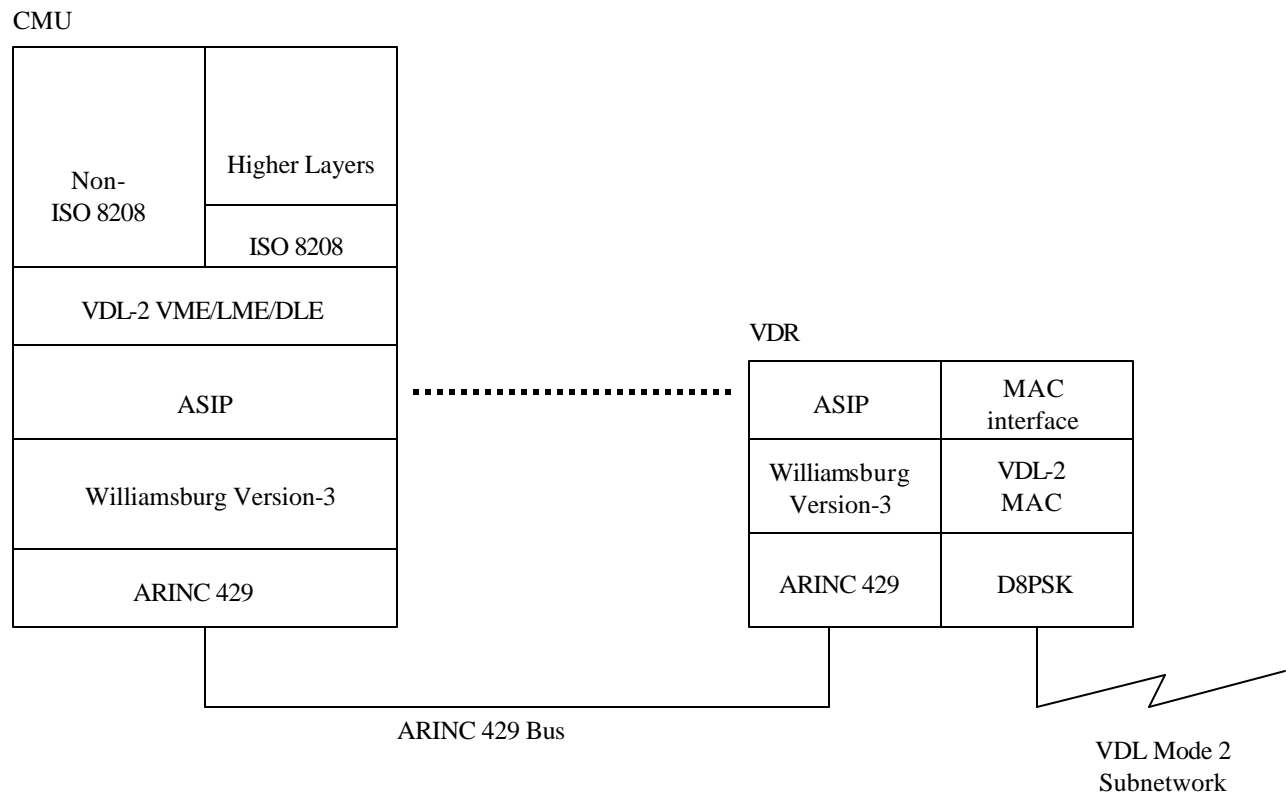 CMU
Non-
ISO 8208
Higher Layers
ISO 8208
VDL-2 VME/LME/DLE
ASIP
Williamsburg Version-3
ARINC 429
VDR
ASIP
MAC
interface
Williamsburg
Version-3
VDL-2
MAC
ARINC 429
D8PSK
ARINC 429 Bus
VDL Mode 2
Subnetwork